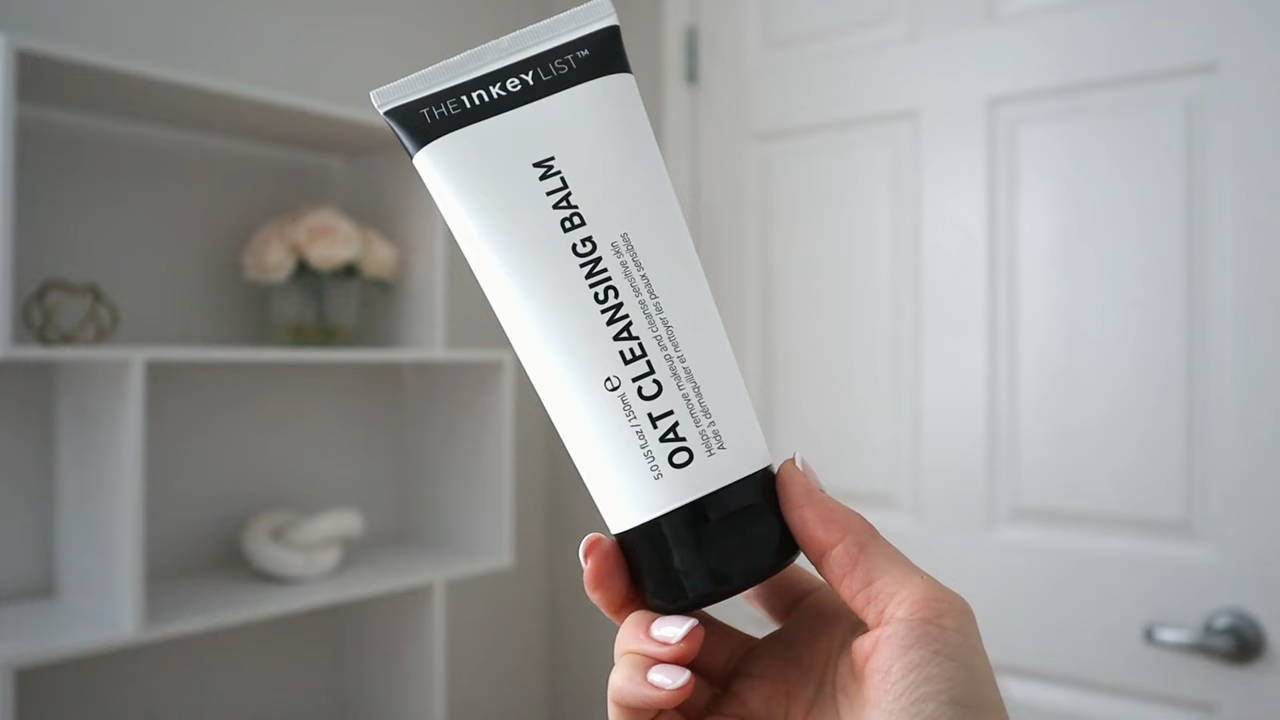 THE INKEY LIST™
5.0 US fl.oz / 150ml ℮
OAT CLEANSING BALM
Helps remove makeup and cleanse sensitive skin
Aide à démaquiller et nettoyer les peaux sensibles